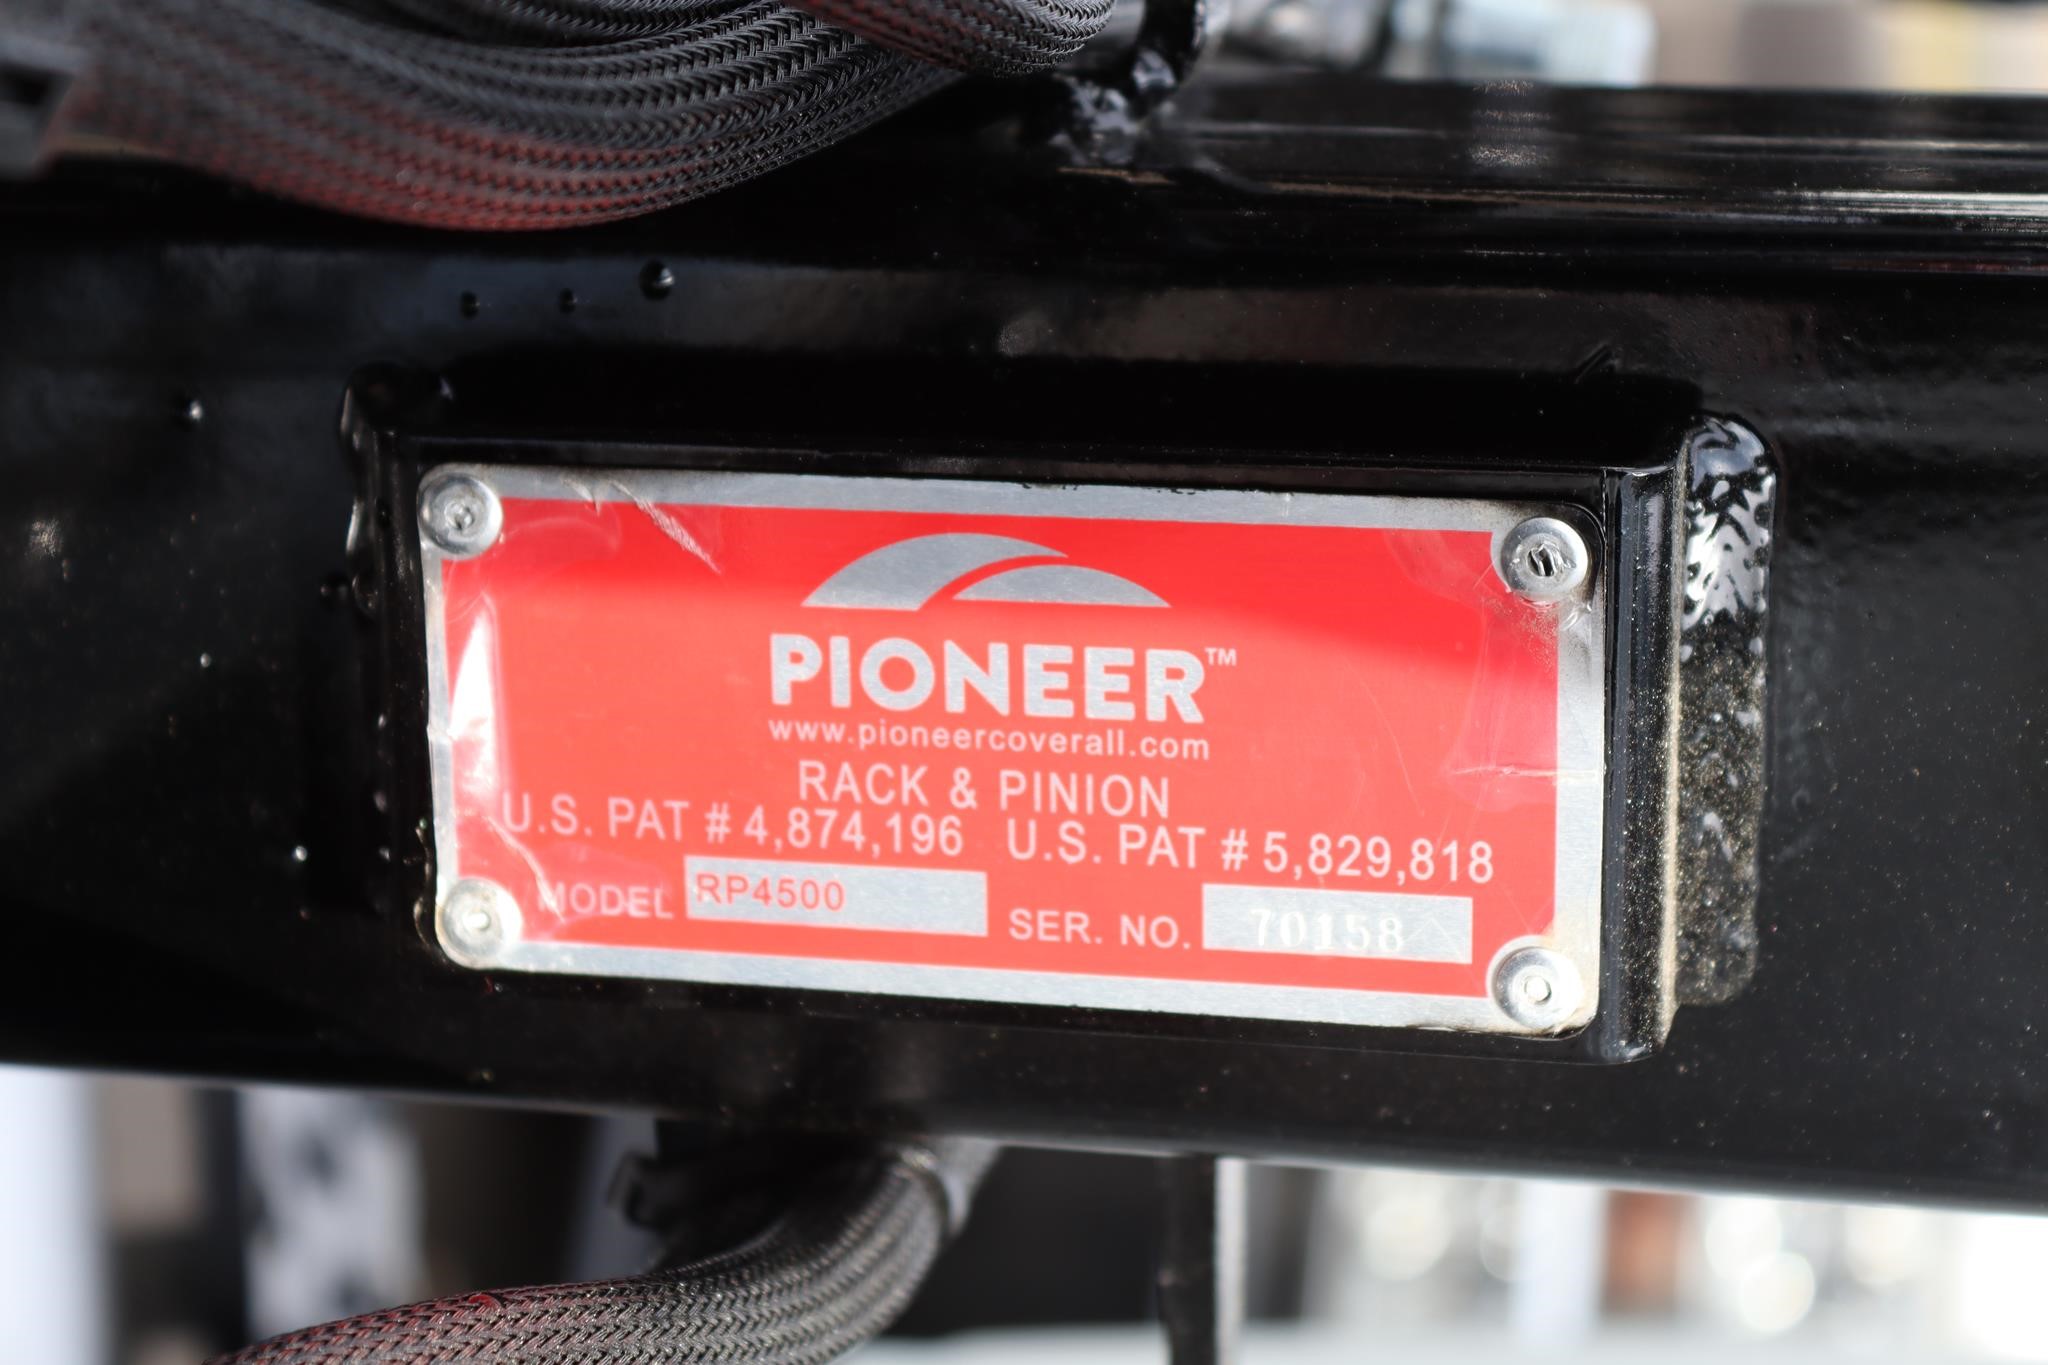 PIONEER™
www.pioneercoverall.com
RACK & PINION
U.S. PAT # 4,874,196 U.S. PAT # 5,829,818
MODEL RP4500 SER. NO. 70158